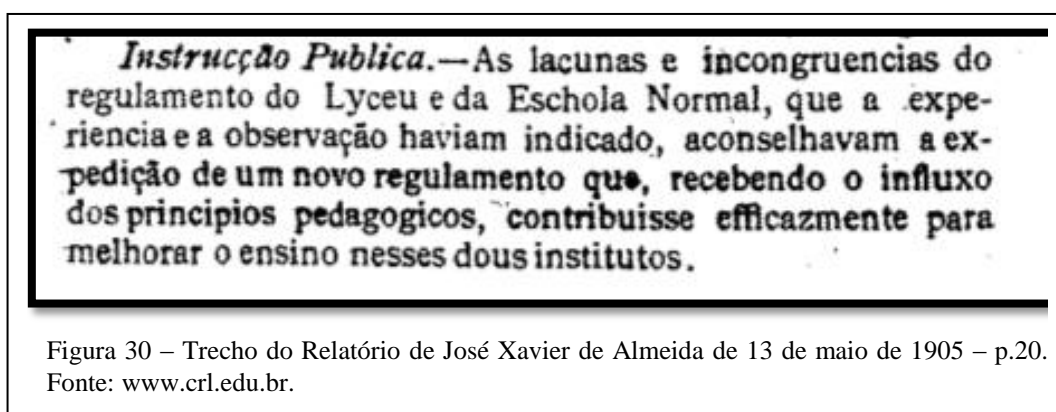 Instrucção Publica.—As lacunas e incongruencias do
regulamento do Lyceu e da Eschola Normal, que a expe-
riencia e a observação haviam indicado, aconselhavam a ex-
pedição de um novo regulamento que, recebendo o influxo
dos principios pedagogicos, contribuisse efficazmente para
melhorar o ensino nesses dous institutos.
Figura 30 – Trecho do Relatório de José Xavier de Almeida de 13 de maio de 1905 – p.20.
Fonte: www.crl.edu.br.